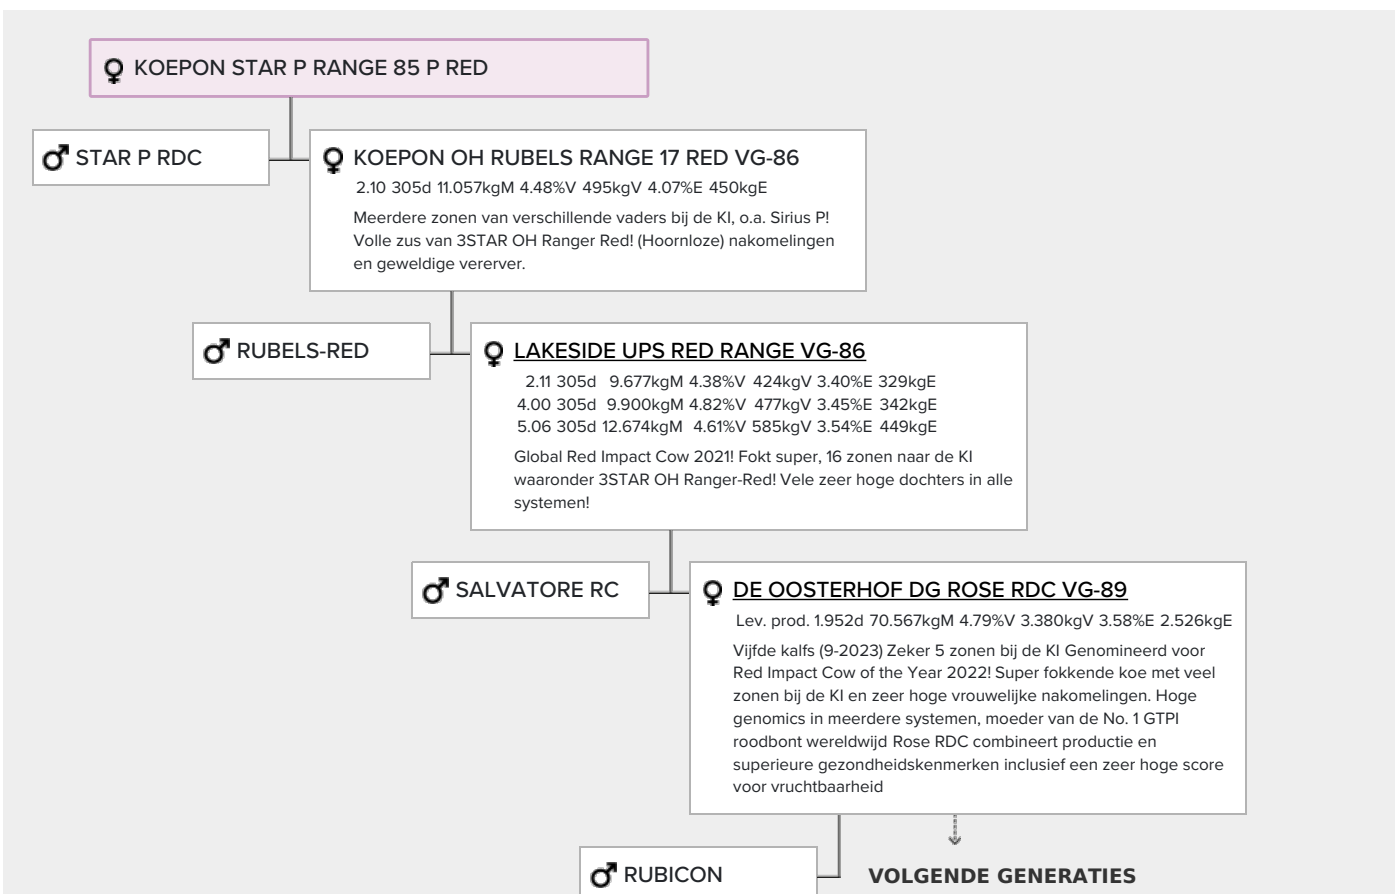 KOEPON STAR P RANGE 85 P RED
STAR P RDC
KOEPON OH RUBELS RANGE 17 RED VG-86
2.10 305d 11.057kgM 4.48%V 495kgV 4.07%E 450kgE
Meerdere zonen van verschillende vaders bij de KI, o.a. Sirius P!
Volle zus van 3STAR OH Ranger Red! (Hoornloze) nakomelingen
en geweldige vererver.
RUBELS-RED
LAKESIDE UPS RED RANGE VG-86
2.11 305d 9.677kgM 4.38%V 424kgV 3.40%E 329kgE
4.00 305d 9.900kgM 4.82%V 477kgV 3.45%E 342kgE
5.06 305d 12.674kgM 4.61%V 585kgV 3.54%E 449kgE
Global Red Impact Cow 2021! Fokt super, 16 zonen naar de KI
waaronder 3STAR OH Ranger-Red! Vele zeer hoge dochters in alle
systemen!
SALVATORE RC
DE OOSTERHOF DG ROSE RDC VG-89
Lev. prod. 1.952d 70.567kgM 4.79%V 3.380kgV 3.58%E 2.526kgE
Vijfde kalfs (9-2023) Zeker 5 zonen bij de KI Genomineerd voor
Red Impact Cow of the Year 2022! Super fokkende koe met veel
zonen bij de KI en zeer hoge vrouwelijke nakomelingen. Hoge
genomics in meerdere systemen, moeder van de No. 1 GTPI
roodbont wereldwijd Rose RDC combineert productie en
superieure gezondheidskenmerken inclusief een zeer hoge score
voor vruchtbaarheid
RUBICON
VOLGENDE GENERATIES